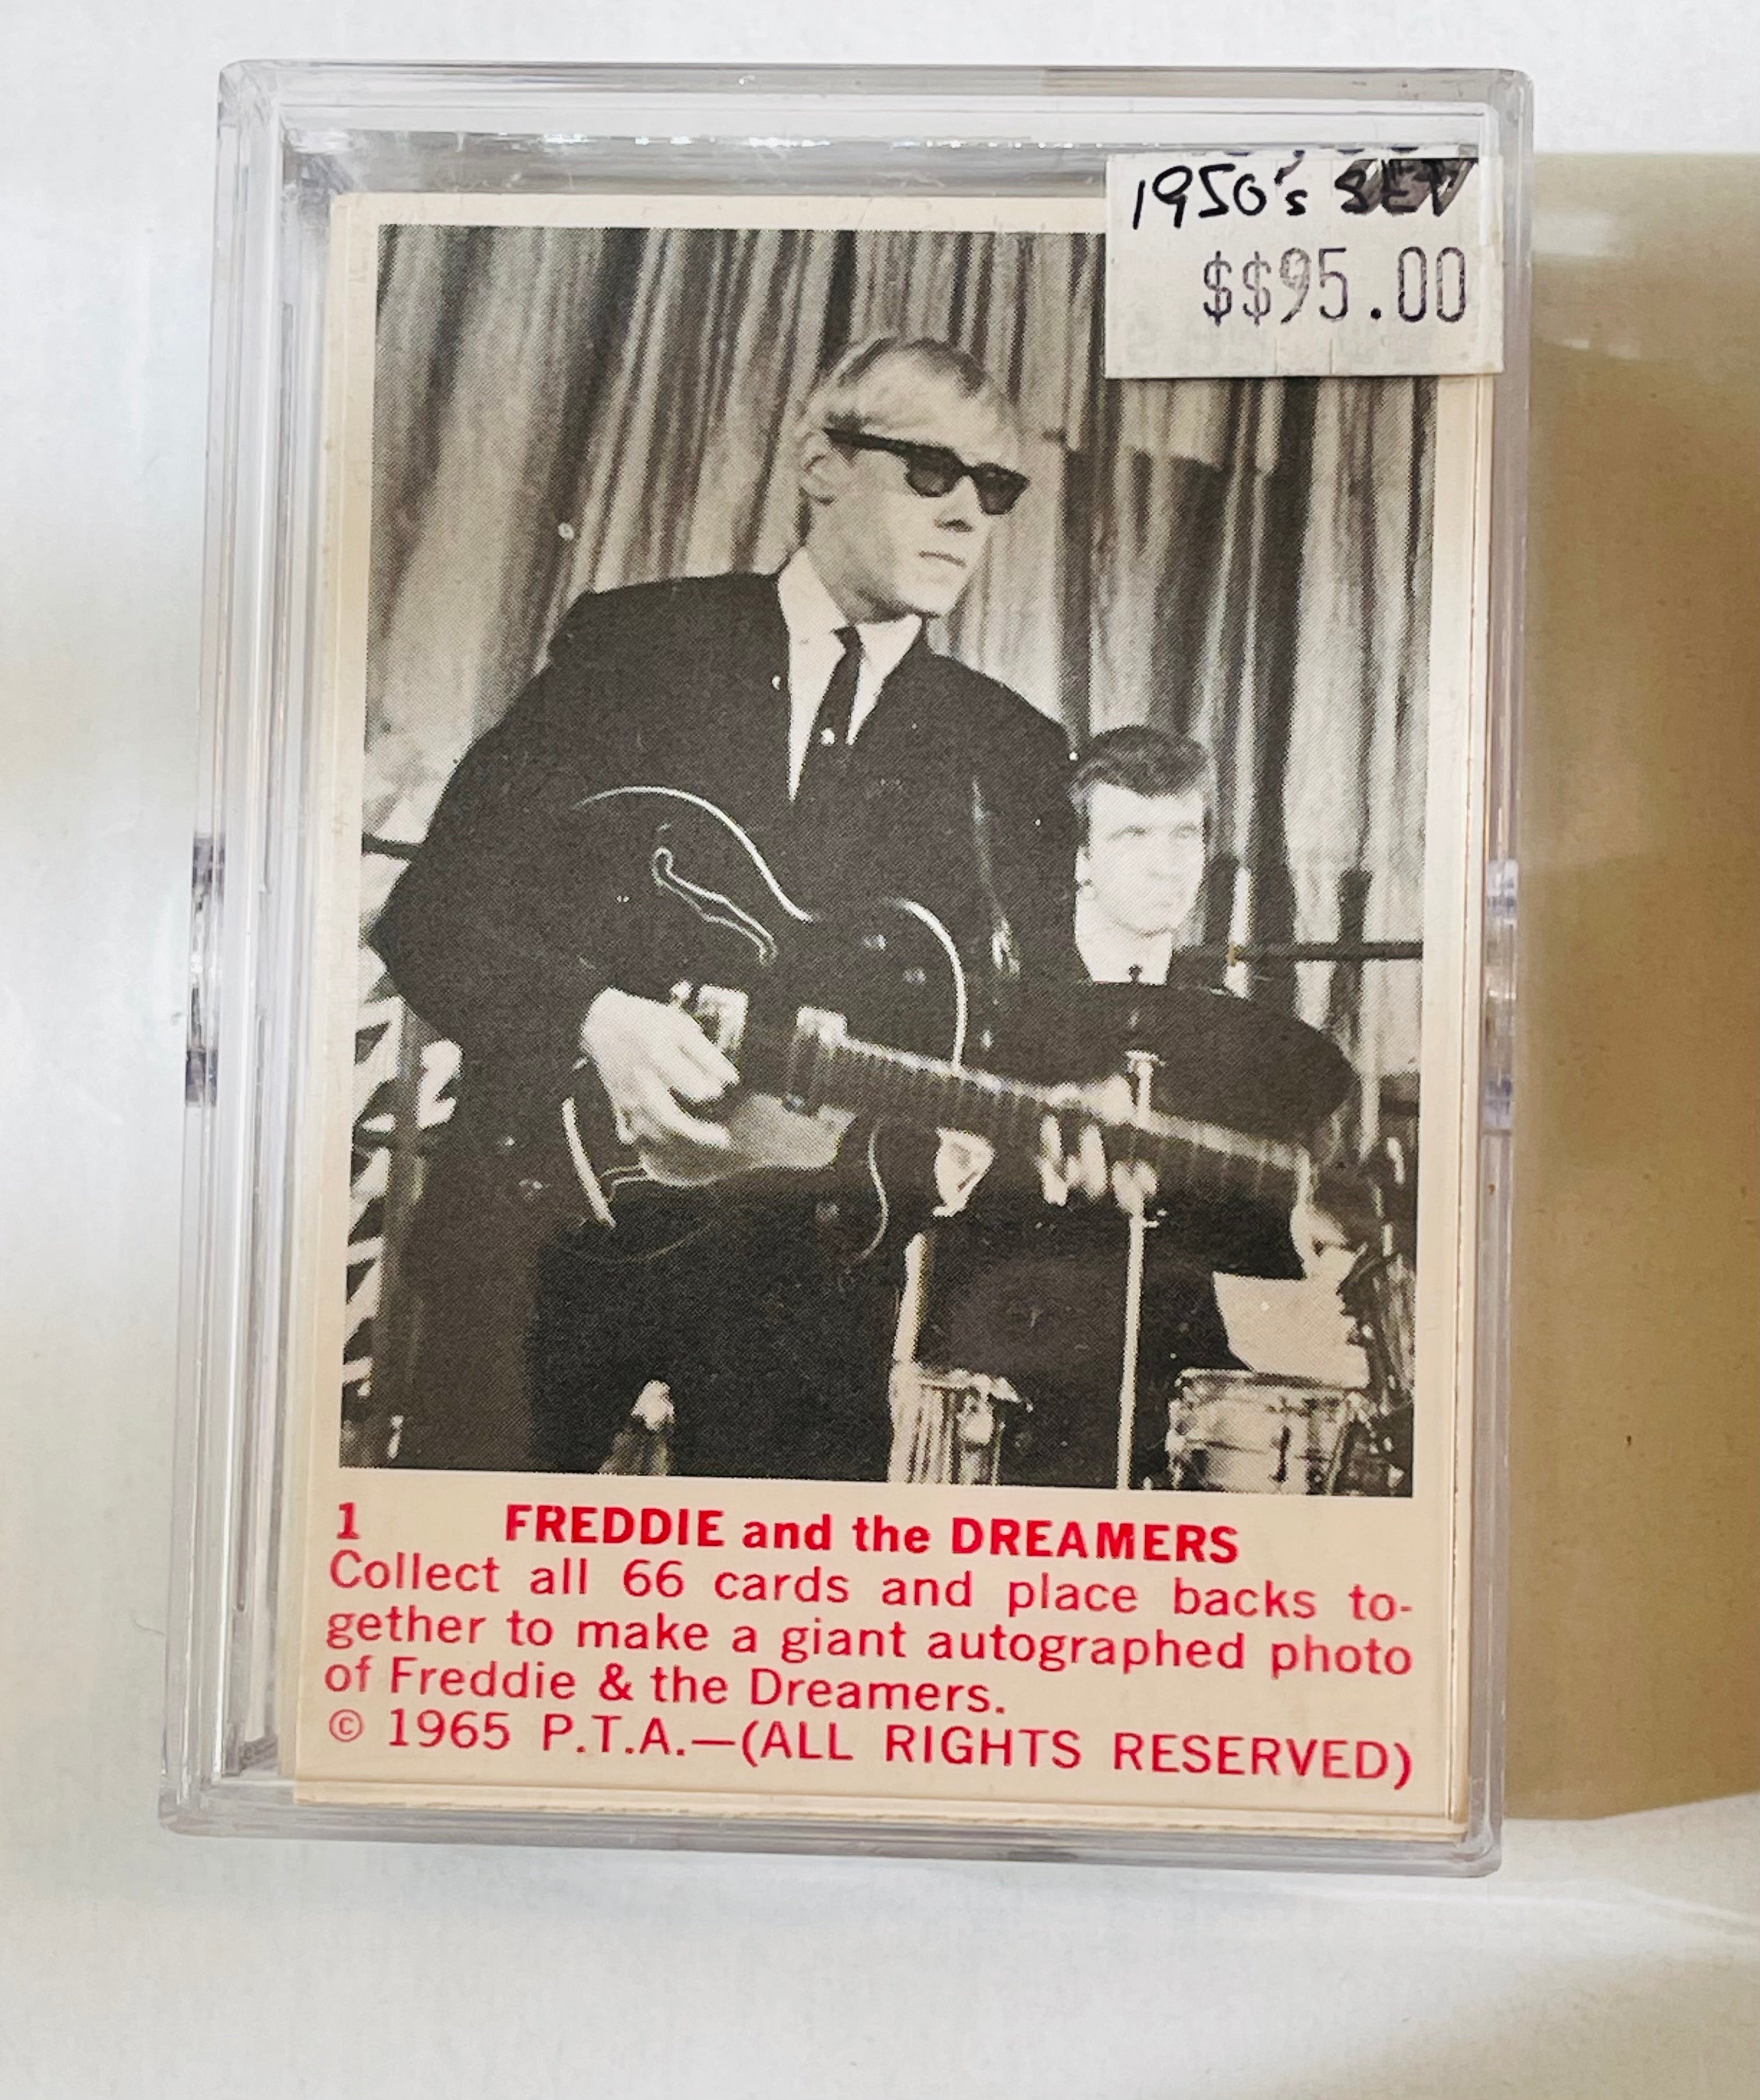 1950's SET
$$95.00
1 FREDDIE and the DREAMERS
Collect all 66 cards and place backs to-
gether to make a giant autographed photo
of Freddie & the Dreamers.
© 1965 P.T.A.—(ALL RIGHTS RESERVED)